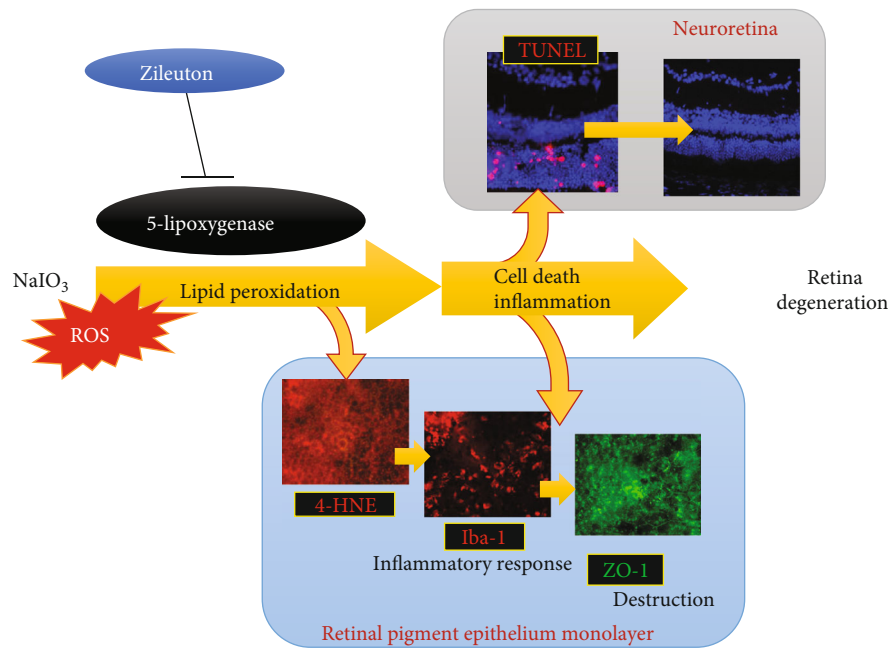 Neuroretina
TUNEL
Zileuton
5-lipoxygenase
NaIO3
Lipid peroxidation
Cell death
inflammation
Retina
degeneration
ROS
4-HNE
Iba-1
Inflammatory response
ZO-1
Destruction
Retinal pigment epithelium monolayer